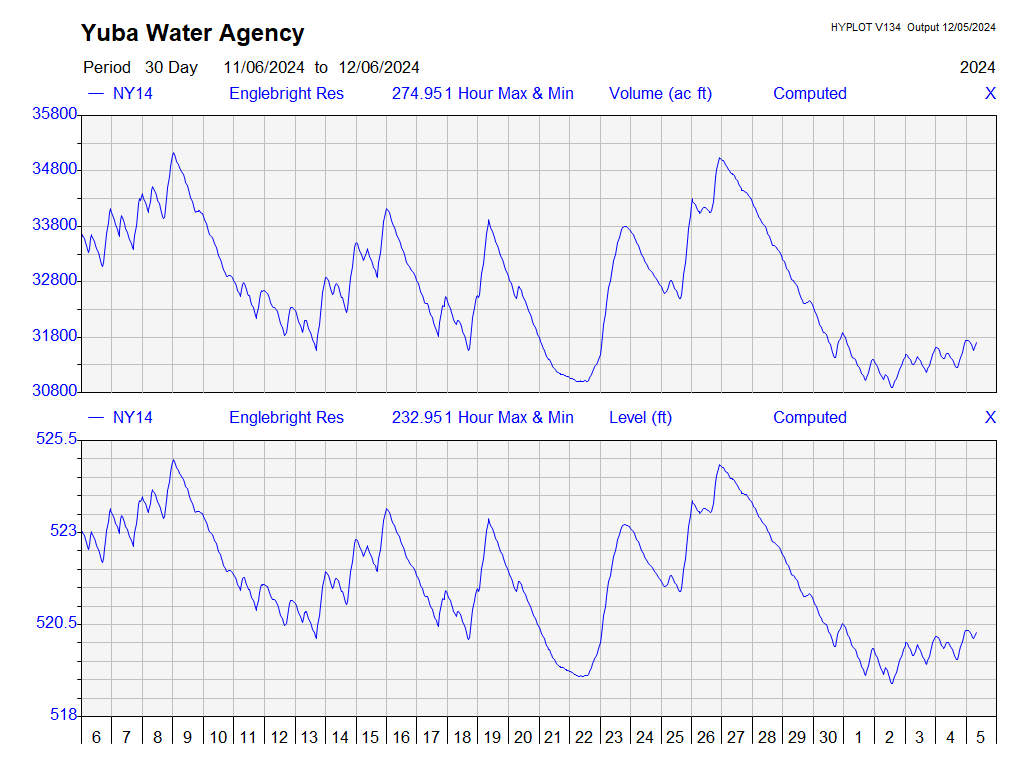 Yuba Water Agency
HYPLOT V134 Output 12/05/2024
Period 30 Day 11/06/2024 to 12/06/2024 2024
NY14 Englebright Res 274.951 Hour Max & Min Volume (ac ft) Computed X
35800
34800
33800
32800
31800
30800
NY14 Englebright Res 232.951 Hour Max & Min Level (ft) Computed X
525.5
523
520.5
518
6 7 8 9 10 11 12 13 14 15 16 17 18 19 20 21 22 23 24 25 26 27 28 29 30 1 2 3 4 5